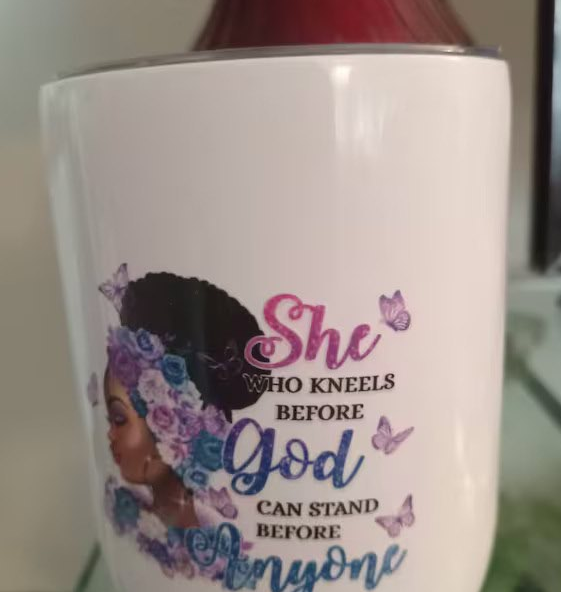 She
WHO KNEELS
BEFORE
God
CAN STAND
BEFORE
Anyone